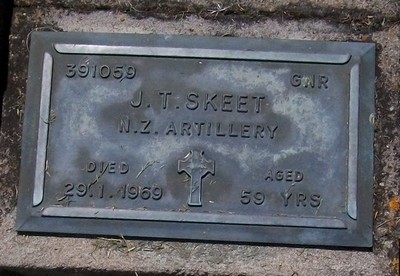 391059 GNR
J. T. SKEET
N.Z. ARTILLERY
DIED AGED
29.1.1969 59 YRS